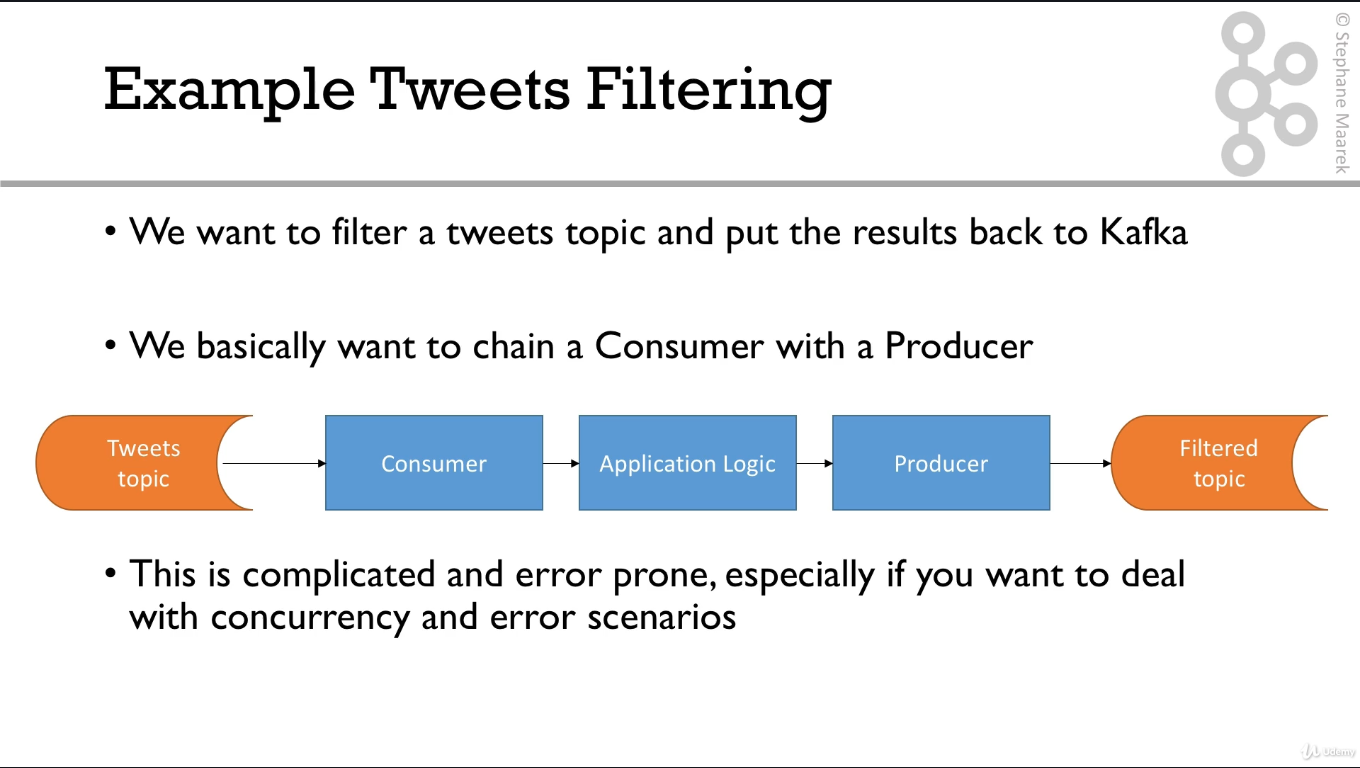 Example Tweets Filtering
© Stephane Maarek
• We want to filter a tweets topic and put the results back to Kafka
• We basically want to chain a Consumer with a Producer
Tweets
topic
Consumer
Application Logic
Producer
Filtered
topic
• This is complicated and error prone, especially if you want to deal
with concurrency and error scenarios
Udemy